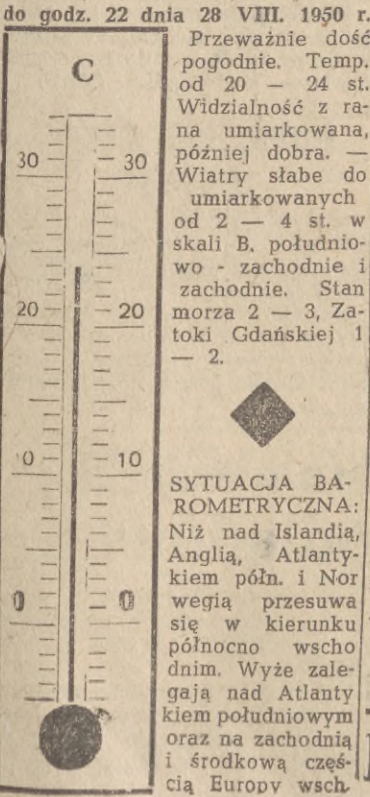 do godz. 22 dnia 28 VIII. 1950 r.
C
30 30
20 20
10 10
0 0
Przeważnie dość
pogodnie. Temp.
od 20 — 24 st.
Widzialność z ra-
na umiarkowana,
później dobra. —
Wiatry słabe do
umiarkowanych
od 2 — 4 st. w
skali B. południo-
wo - zachodnie i
zachodnie. Stan
morza 2 — 3, Za-
toki Gdańskiej 1
— 2.
SYTUACJA BA-
ROMETRYCZNA:
Niż nad Islandią,
Anglią, Atlanty-
kiem półn. i Nor
wegią przesuwa
się w kierunku
północno wscho
dnim. Wyże zale-
gają nad Atlanty
kiem południowym
oraz na zachodnią
i środkową częś-
cią Europy wsch.